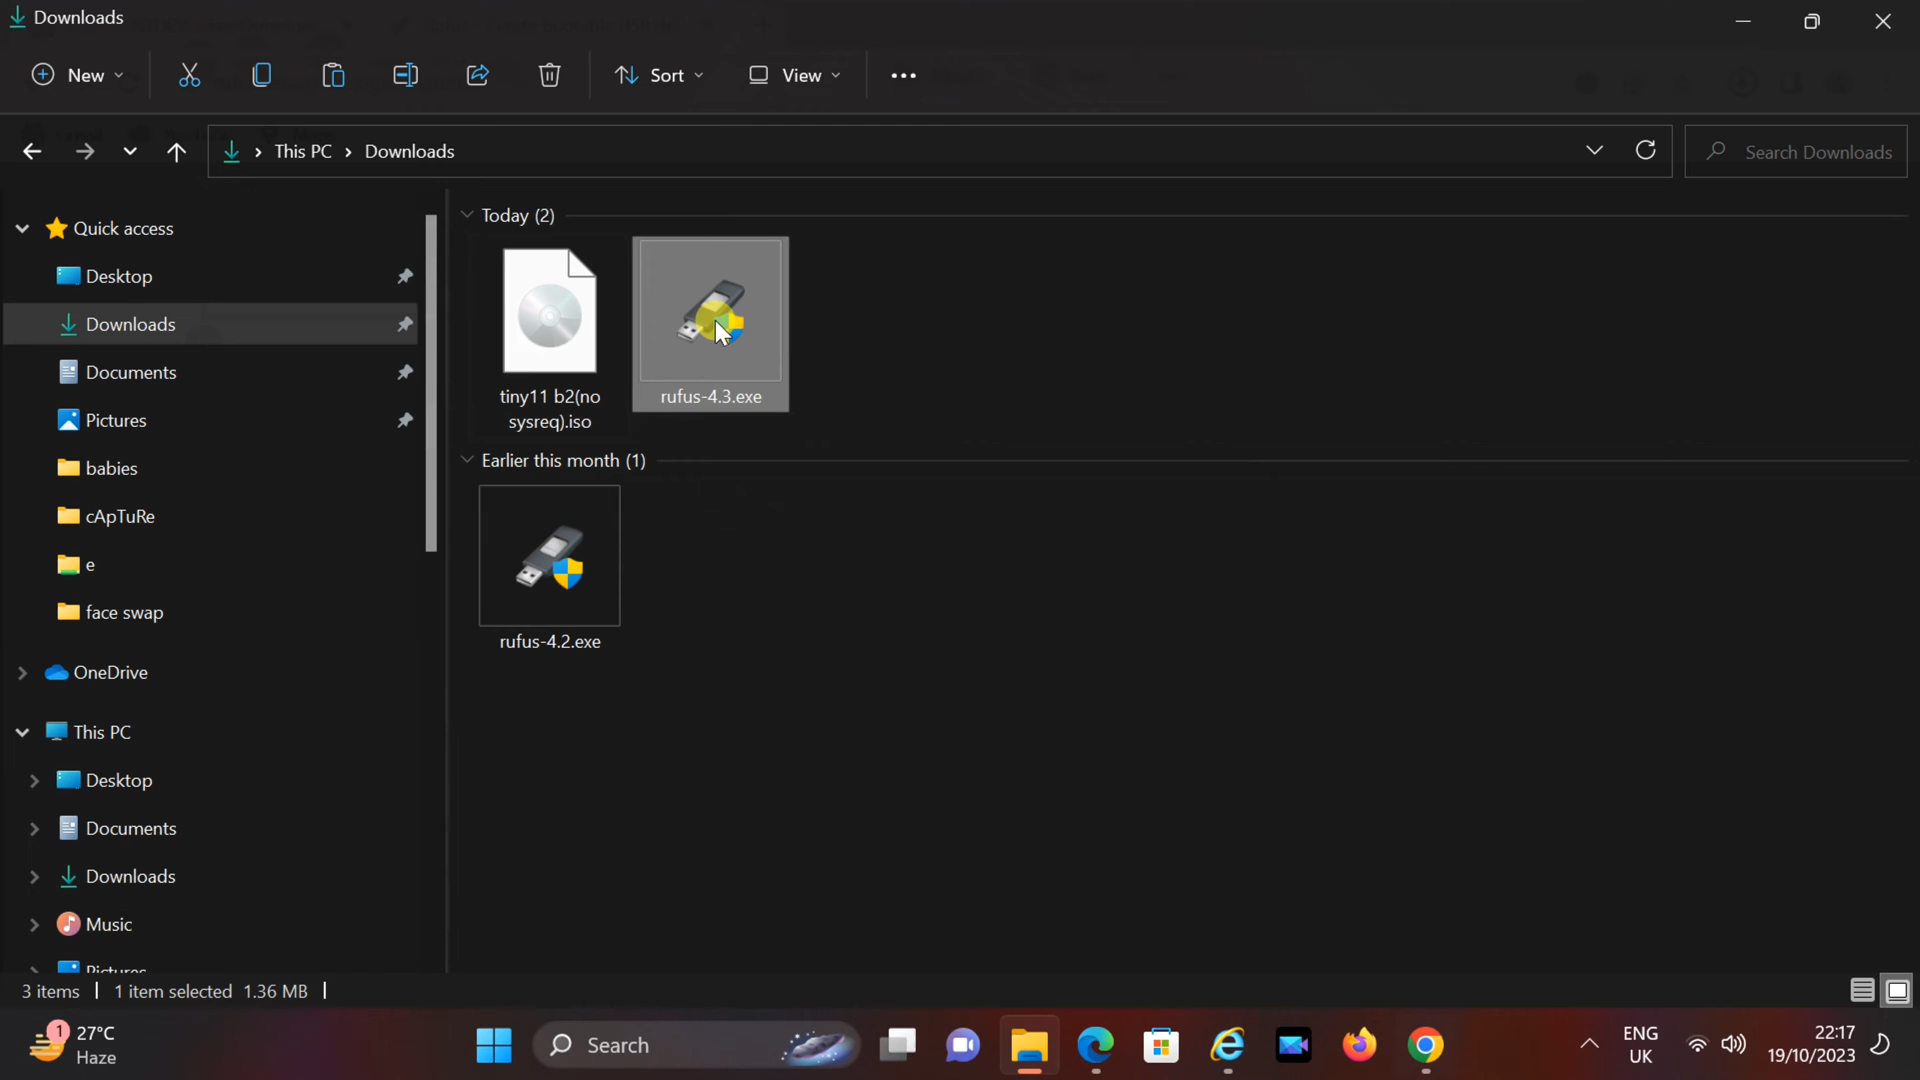 Downloads
New
Sort
View
This PC
Downloads
Search Downloads
Quick access
Desktop
Downloads
Documents
Pictures
babies
cApTuRe
e
face swap
OneDrive
This PC
Desktop
Documents
Downloads
Music
Pictures
Today (2)
tiny11 b2(no
sysreq).iso
rufus-4.3.exe
Earlier this month (1)
rufus-4.2.exe
3 items
1 item selected 1.36 MB
1
27°C
Haze
Search
ENG
UK
22:17
19/10/2023